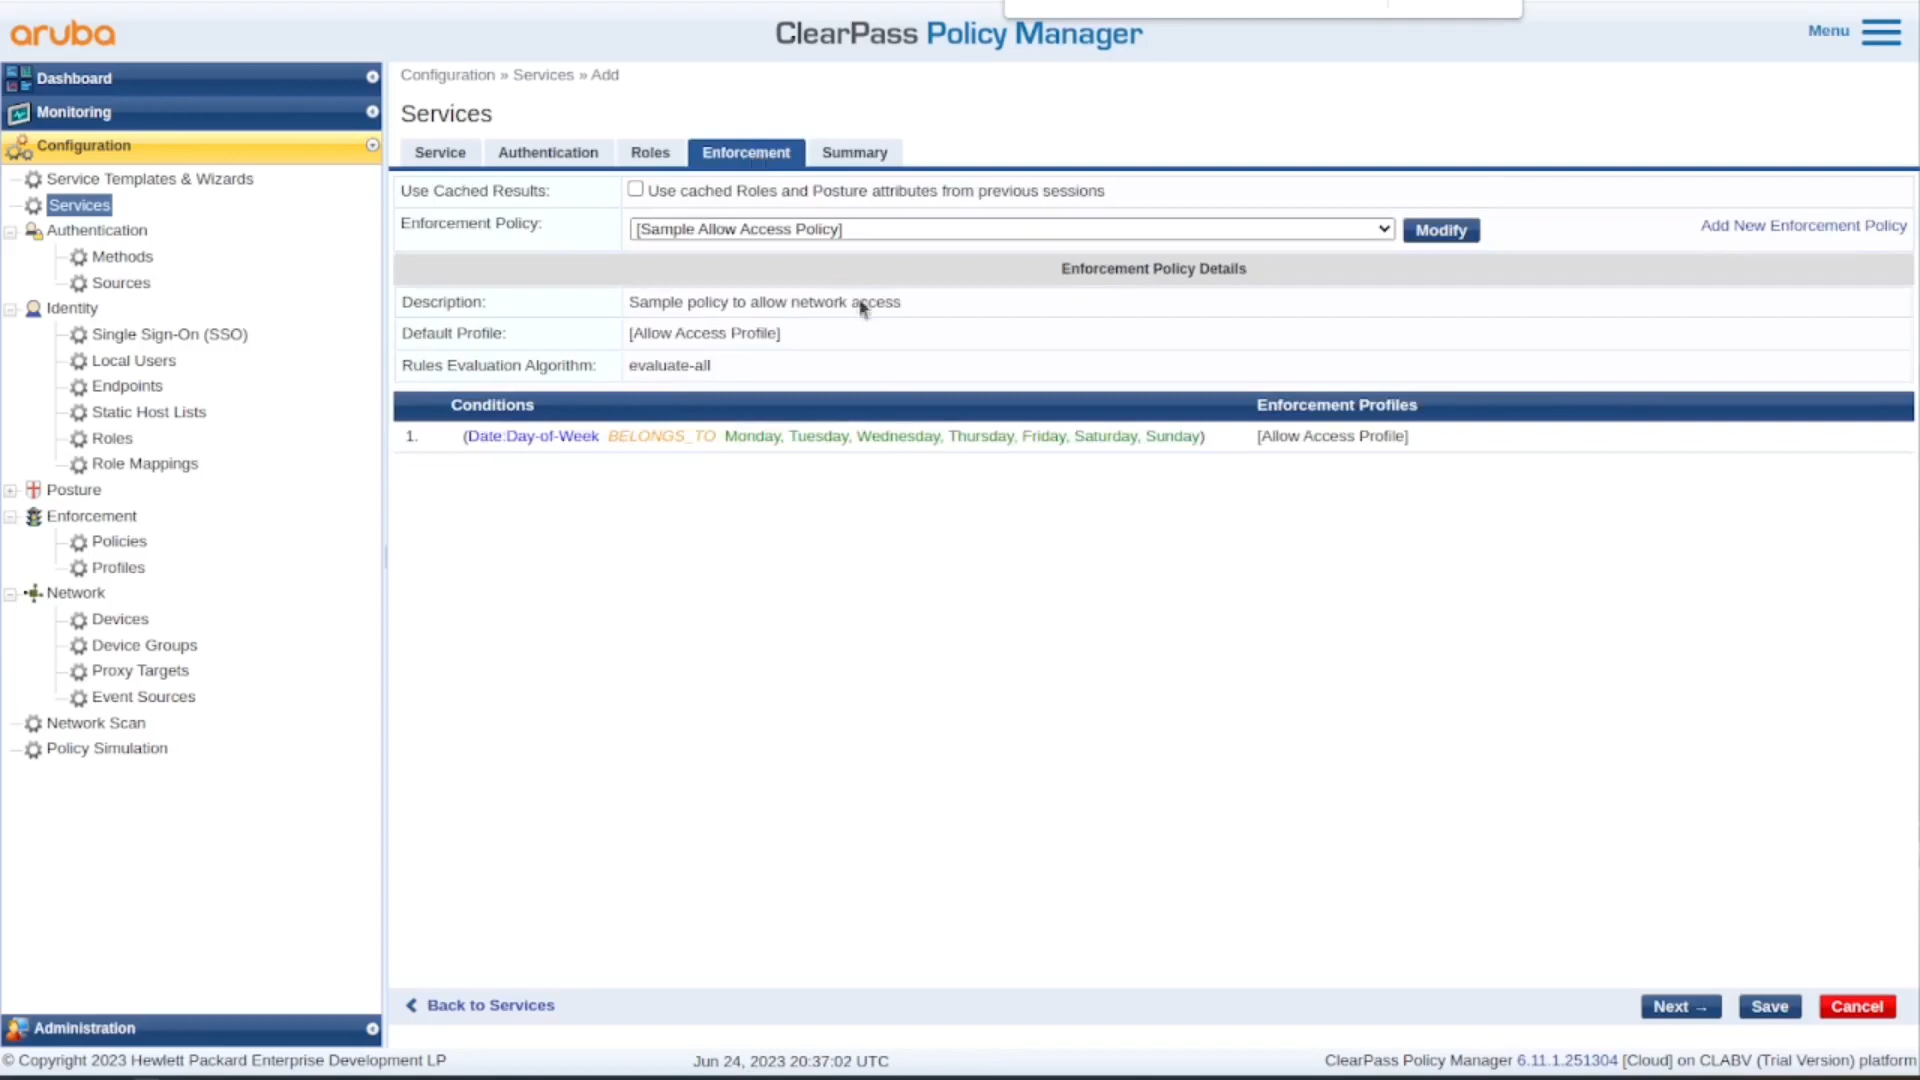 aruba
ClearPass Policy Manager
Menu
Dashboard
Monitoring
Configuration
Service Templates & Wizards
Services
Authentication
Methods
Sources
Identity
Single Sign-On (SSO)
Local Users
Endpoints
Static Host Lists
Roles
Role Mappings
Posture
Enforcement
Policies
Profiles
Network
Devices
Device Groups
Proxy Targets
Event Sources
Network Scan
Policy Simulation
Administration
Configuration » Services » Add
Services
Service Authentication Roles Enforcement Summary
Use Cached Results: Use cached Roles and Posture attributes from previous sessions
Enforcement Policy: [Sample Allow Access Policy] Modify Add New Enforcement Policy
Enforcement Policy Details
Description: Sample policy to allow network access
Default Profile: [Allow Access Profile]
Rules Evaluation Algorithm: evaluate-all
Conditions Enforcement Profiles
1. (Date:Day-of-Week BELONGS_TO Monday, Tuesday, Wednesday, Thursday, Friday, Saturday, Sunday) [Allow Access Profile]
Back to Services Next → Save Cancel
© Copyright 2023 Hewlett Packard Enterprise Development LP Jun 24, 2023 20:37:02 UTC ClearPass Policy Manager 6.11.1.251304 [Cloud] on CLABV (Trial Version) platform